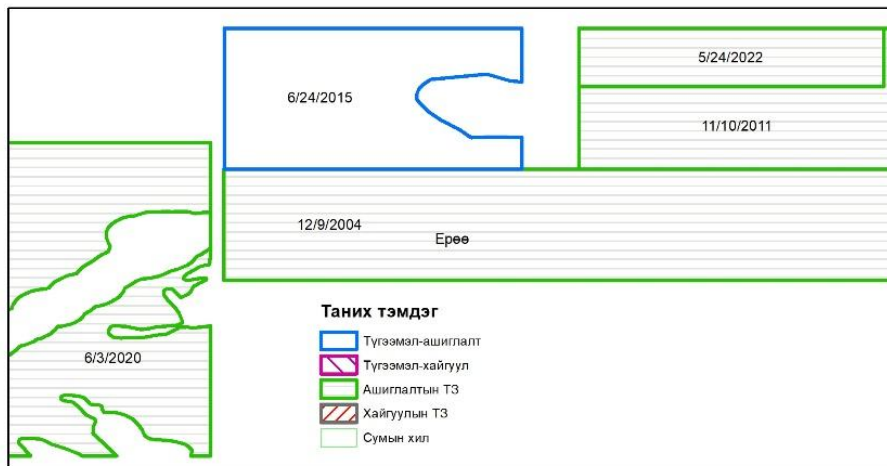 5/24/2022
6/24/2015
11/10/2011
12/9/2004
Ерөө
6/3/2020
Таних тэмдэг
Түгээмэл-ашиглалт
Түгээмэл-хайгуул
Ашиглалтын ТЗ
Хайгуулын ТЗ
Сумын хил